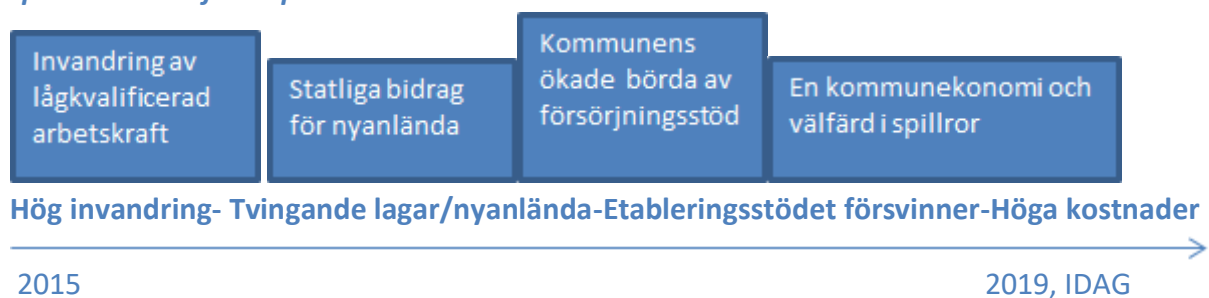 Invandring av
lågkvalificerad
arbetskraft
Statliga bidrag
för nyanlända
Kommunens
ökade börda av
försörjningsstöd
En kommunekonomi och
välfärd i spillror
Hög invandring- Tvingande lagar/nyanlända-Etableringsstödet försvinner-Höga kostnader
2015
2019, IDAG